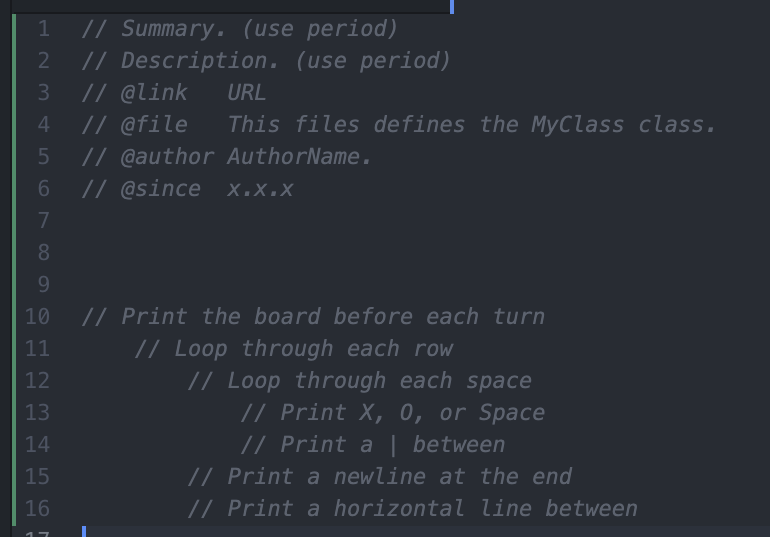 1 // Summary. (use period)
2 // Description. (use period)
3 // @link URL
4 // @file This files defines the MyClass class.
5 // @author AuthorName.
6 // @since x.x.x
7
8
9
10 // Print the board before each turn
11 // Loop through each row
12 // Loop through each space
13 // Print X, O, or Space
14 // Print a | between
15 // Print a newline at the end
16 // Print a horizontal line between
17